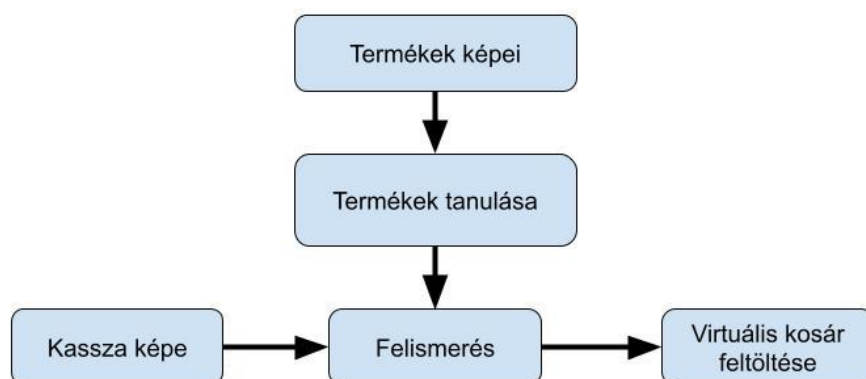 Termékek képei
Termékek tanulása
Kassza képe
Felismerés
Virtuális kosár
feltöltése